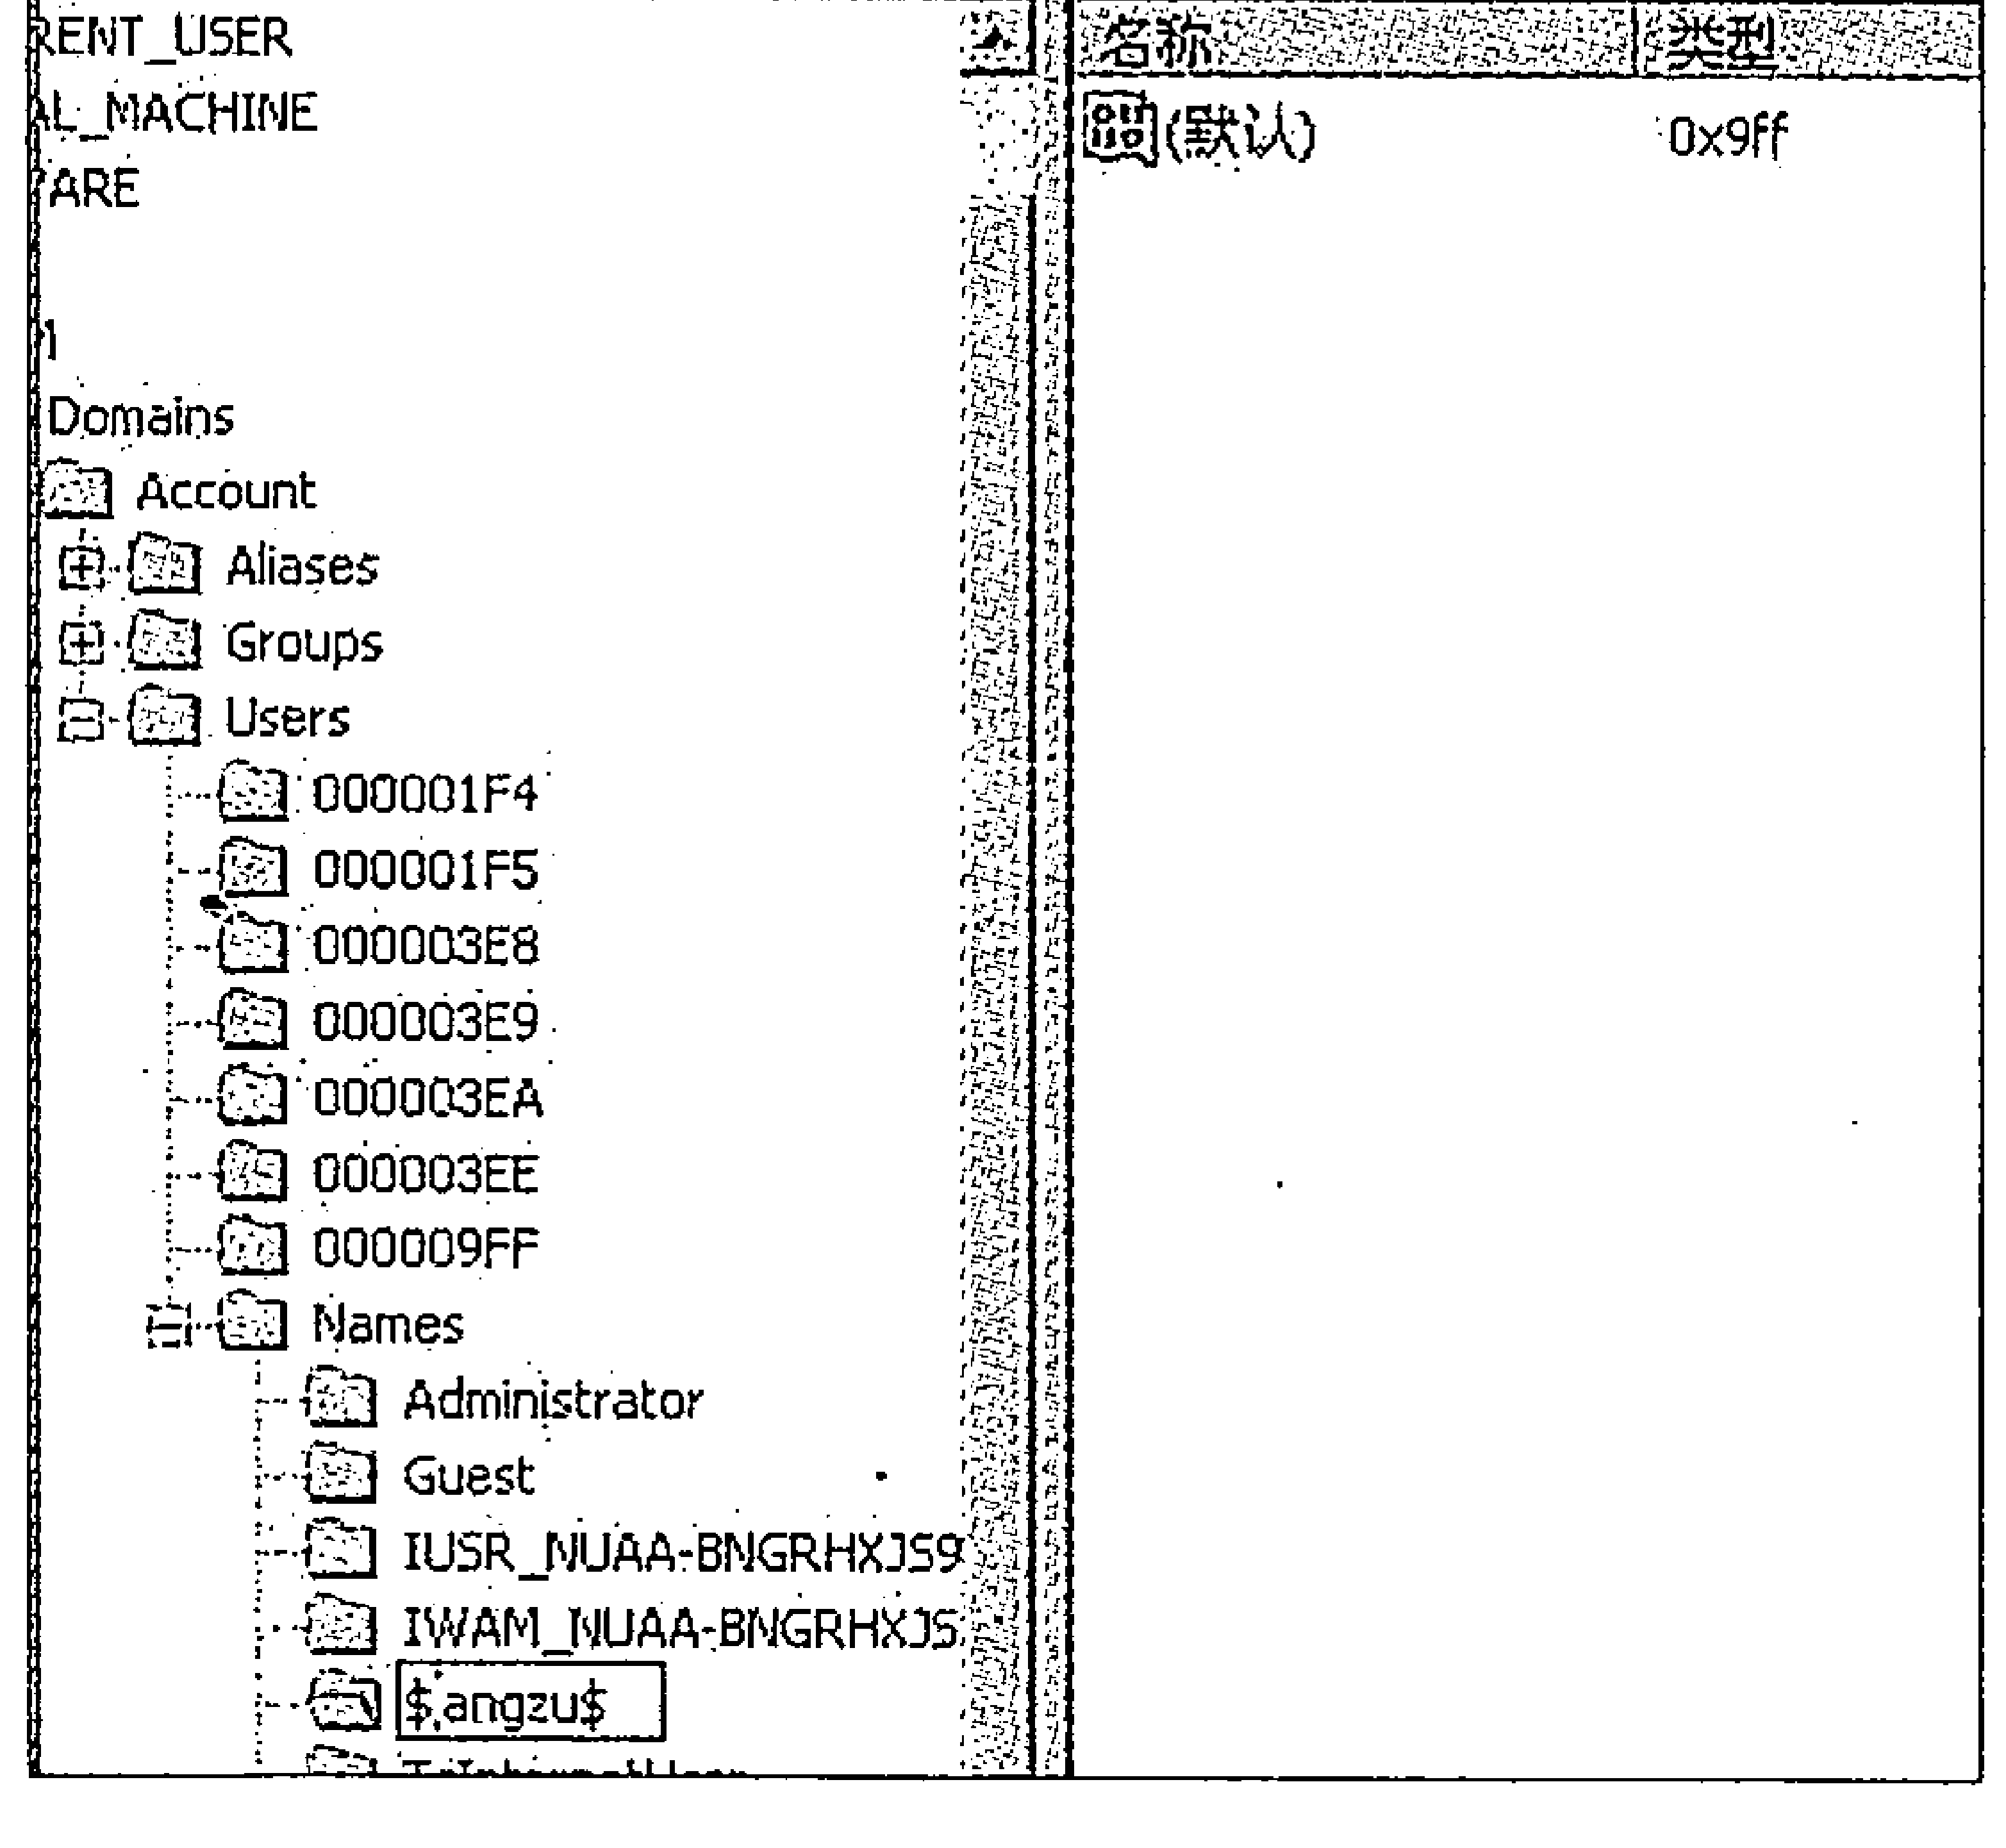 RENT_USER
AL_MACHINE
ARE
Domains
Account
Aliases
Groups
Users
000001F4
000001F5
000003E8
000003E9
000003EA
000003EE
000009FF
Names
Administrator
Guest
IUSR_NUAA-BNGRHXJS9
IWAM_NUAA-BNGRHXJS
$jangzu$
名称 类型
(默认) 0x9ff